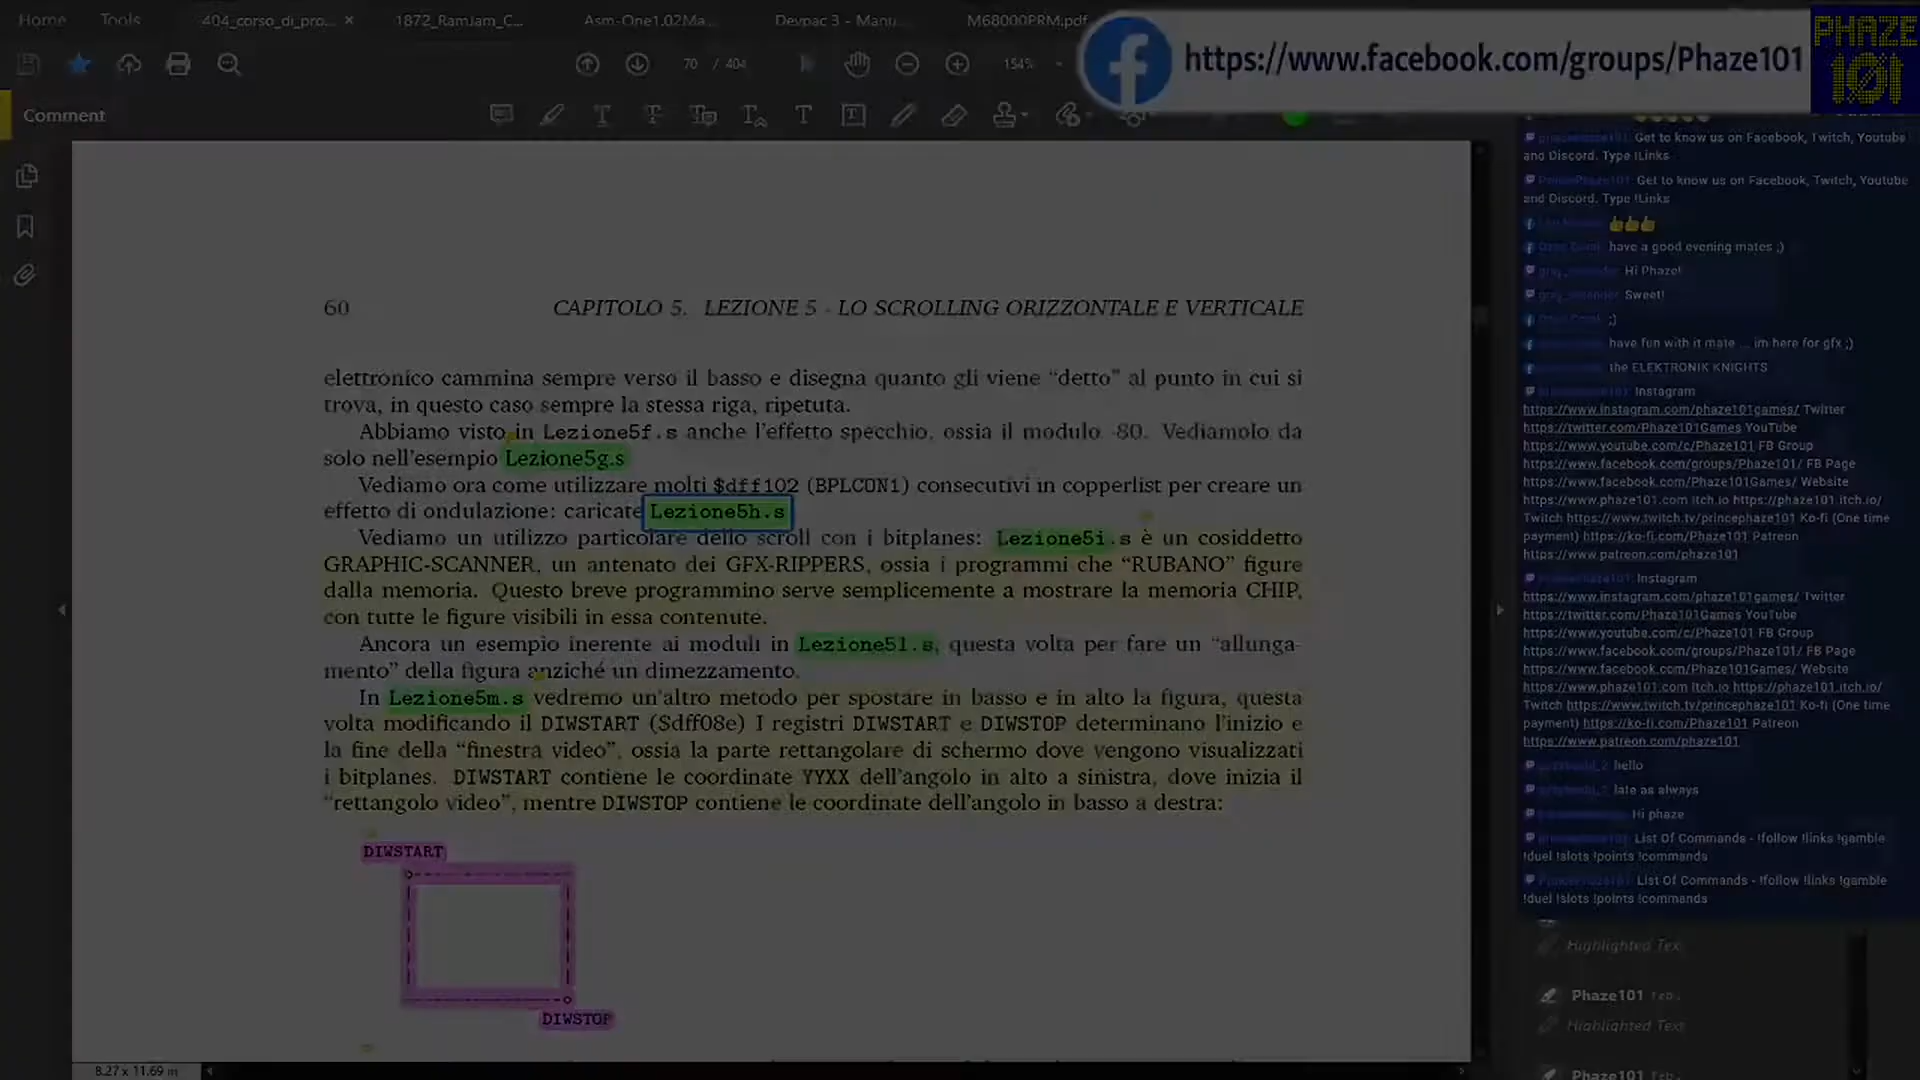 Home
Tools
404_corso_di_pro...
1872_RamJam_C...
Asm-One1.02Ma...
Devpac 3 - Manu...
M68000PRM.pdf
https://www.facebook.com/groups/Phaze101
PHAZE
101
70 / 404
154%
Comment
60 CAPITOLO 5. LEZIONE 5 - LO SCROLLING ORIZZONTALE E VERTICALE
elettronico cammina sempre verso il basso e disegna quanto gli viene “detto” al punto in cui si
trova, in questo caso sempre la stessa riga, ripetuta.
Abbiamo visto in Lezione5f.s anche l'effetto specchio, ossia il modulo -80. Vediamolo da
solo nell'esempio Lezione5g.s
Vediamo ora come utilizzare molti $dff102 (BPLCON1) consecutivi in copperlist per creare un
effetto di ondulazione: caricate Lezione5h.s
Vediamo un utilizzo particolare dello scroll con i bitplanes: Lezione5i.s è un cosiddetto
GRAPHIC-SCANNER, un antenato dei GFX-RIPPERS, ossia i programmi che “RUBANO” figure
dalla memoria. Questo breve programmino serve semplicemente a mostrare la memoria CHIP,
con tutte le figure visibili in essa contenute.
Ancora un esempio inerente ai moduli in Lezione5l.s, questa volta per fare un “allunga-
mento” della figura anziché un dimezzamento.
In Lezione5m.s vedremo un'altro metodo per spostare in basso e in alto la figura, questa
volta modificando il DIWSTART ($dff08e) I registri DIWSTART e DIWSTOP determinano l'inizio e
la fine della “finestra video”, ossia la parte rettangolare di schermo dove vengono visualizzati
i bitplanes. DIWSTART contiene le coordinate YYXX dell'angolo in alto a sinistra, dove inizia il
“rettangolo video”, mentre DIWSTOP contiene le coordinate dell'angolo in basso a destra:
DIWSTART
DIWSTOP
8.27 x 11.69 in
Get to know us on Facebook, Twitch, Youtube
and Discord. Type !Links
PrincePhaze101: Get to know us on Facebook, Twitch, Youtube
and Discord. Type !Links
have a good evening mates ;)
Hi Phaze!
Sweet!
;)
have fun with it mate ... im here for gfx ;)
the ELEKTRONIK KNIGHTS
Instagram
https://www.instagram.com/phaze101games/ Twitter
https://twitter.com/Phaze101Games YouTube
https://www.youtube.com/c/Phaze101 FB Group
https://www.facebook.com/groups/Phaze101/ FB Page
https://www.facebook.com/Phaze101Games/ Website
https://www.phaze101.com Itch.io https://phaze101.itch.io/
Twitch https://www.twitch.tv/princephaze101 Ko-fi (One time
payment) https://ko-fi.com/Phaze101 Patreon
https://www.patreon.com/phaze101
PrincePhaze101: Instagram
https://www.instagram.com/phaze101games/ Twitter
https://twitter.com/Phaze101Games YouTube
https://www.youtube.com/c/Phaze101 FB Group
https://www.facebook.com/groups/Phaze101/ FB Page
https://www.facebook.com/Phaze101Games/ Website
https://www.phaze101.com Itch.io https://phaze101.itch.io/
Twitch https://www.twitch.tv/princephaze101 Ko-fi (One time
payment) https://ko-fi.com/Phaze101 Patreon
https://www.patreon.com/phaze101
hello
late as always
Hi phaze
List Of Commands - !follow !links !gamble
!duel !slots !points !commands
PrincePhaze101: List Of Commands - !follow !links !gamble
!duel !slots !points !commands
Highlighted Tex
Phaze101 Feb.
Highlighted Text
Phaze101 Feb.